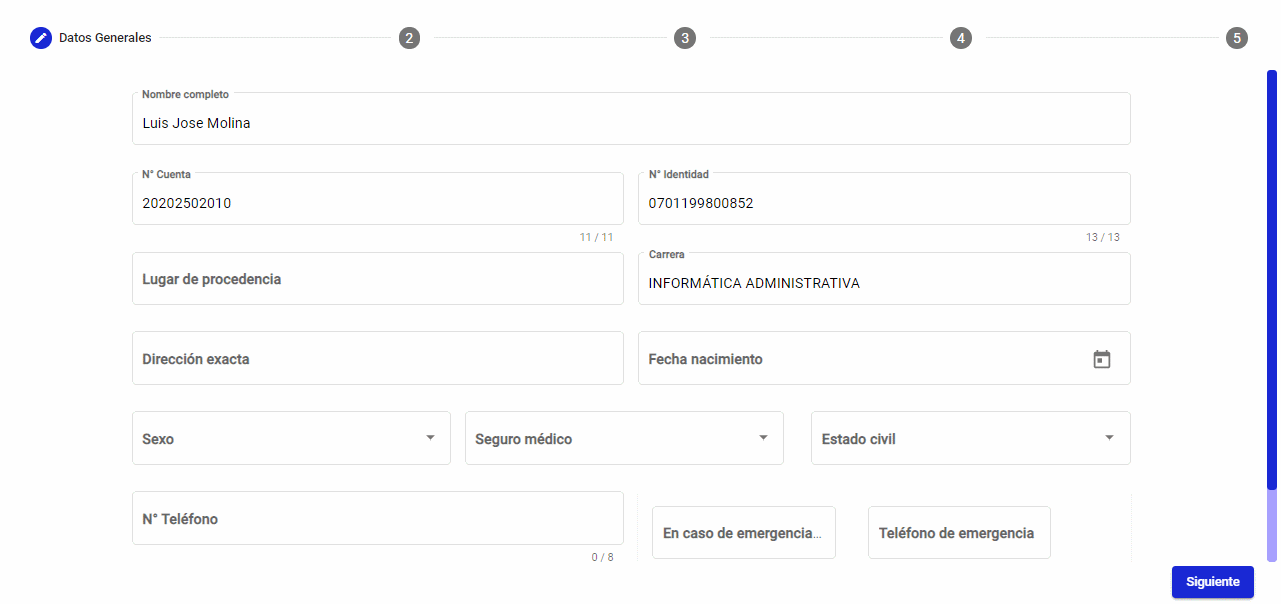 Datos Generales 2 3 4 5
Nombre completo
Luis Jose Molina
N° Cuenta N° Identidad
20202502010 0701199800852
11 / 11 13 / 13
Carrera
Lugar de procedencia INFORMÁTICA ADMINISTRATIVA
Dirección exacta Fecha nacimiento
Sexo Seguro médico Estado civil
N° Teléfono En caso de emergencia... Teléfono de emergencia
0 / 8
Siguiente